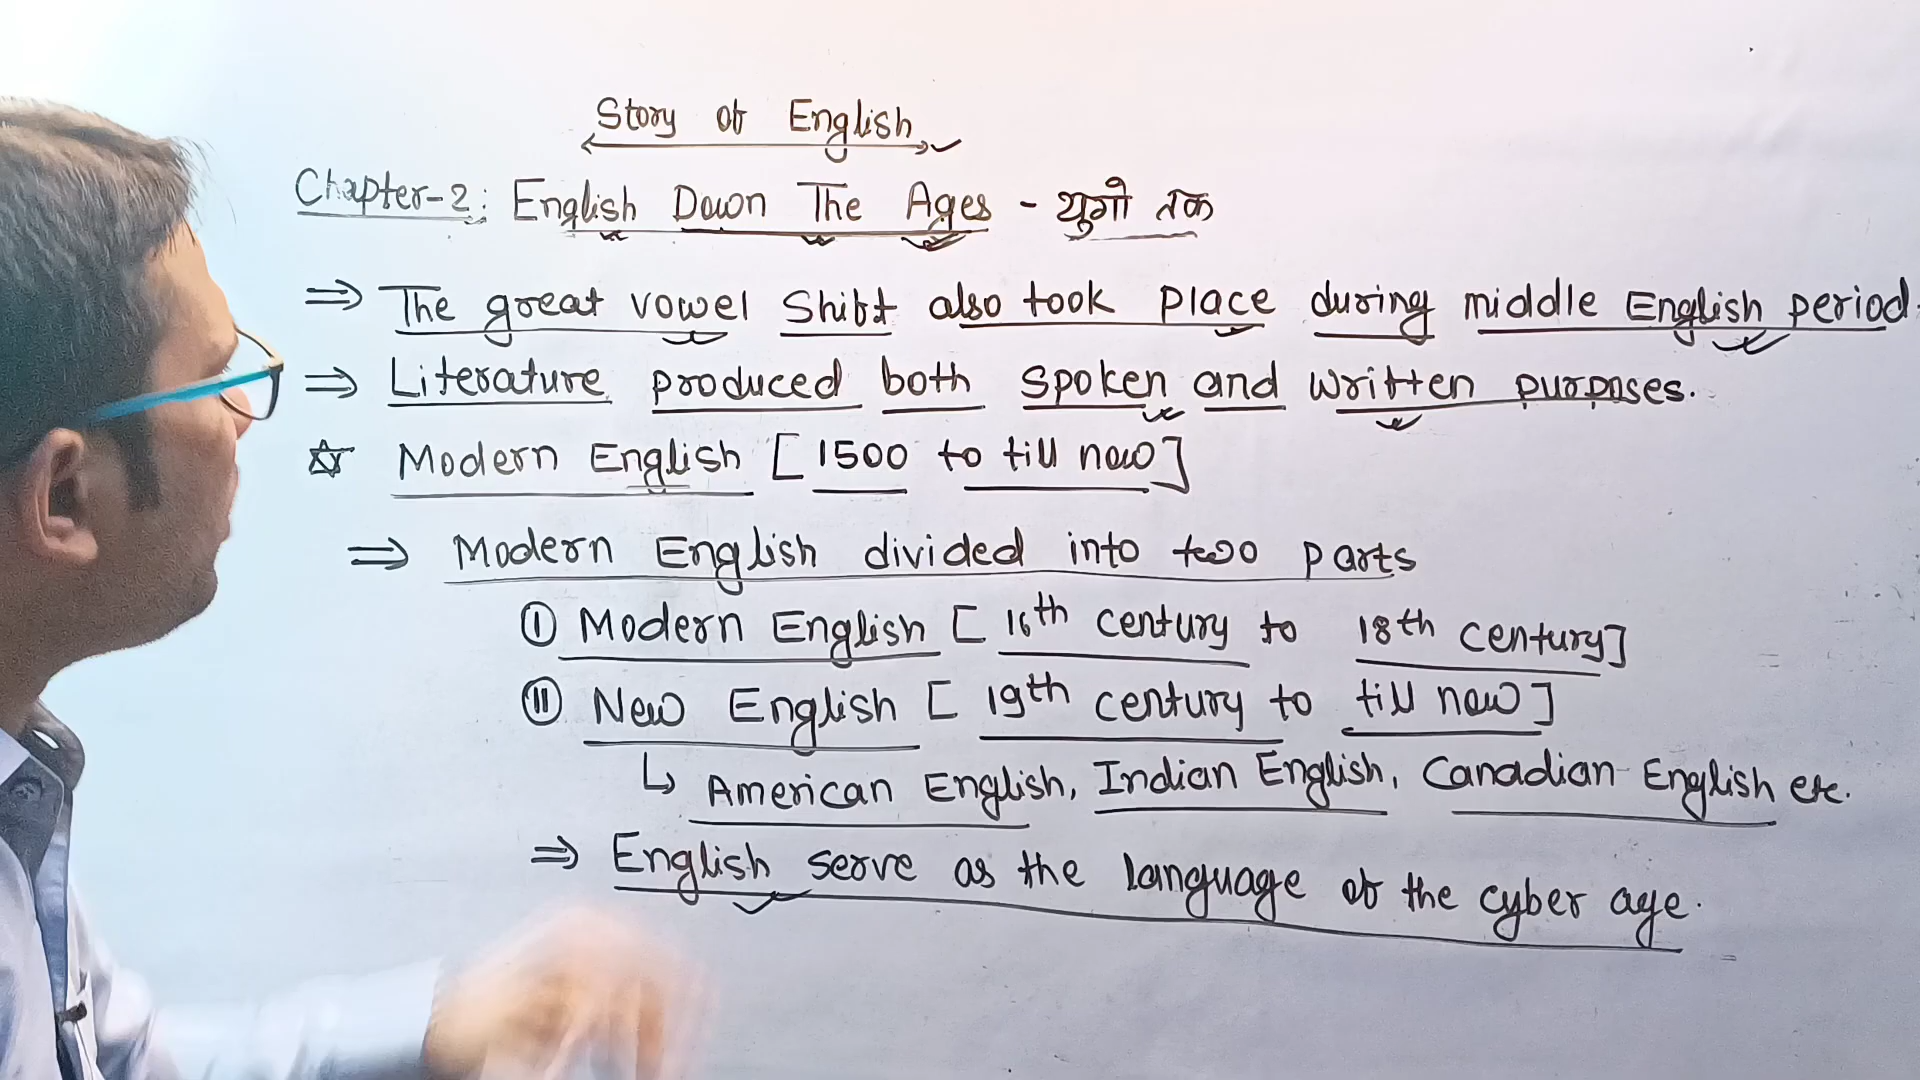 Story of English
Chapter-2: English Down The Ages - युगो तक
⇒ The great vowel Shift also took place during middle English period.
⇒ Literature produced both spoken and written purposes.
☆ Modern English [1500 to till now]
⇒ Modern English divided into two parts
Ⓘ Modern English [16th century to 18th century]
Ⓘⓘ New English [19th century to till now]
↳ American English, Indian English, Canadian English etc.
⇒ English serve as the language of the cyber age.